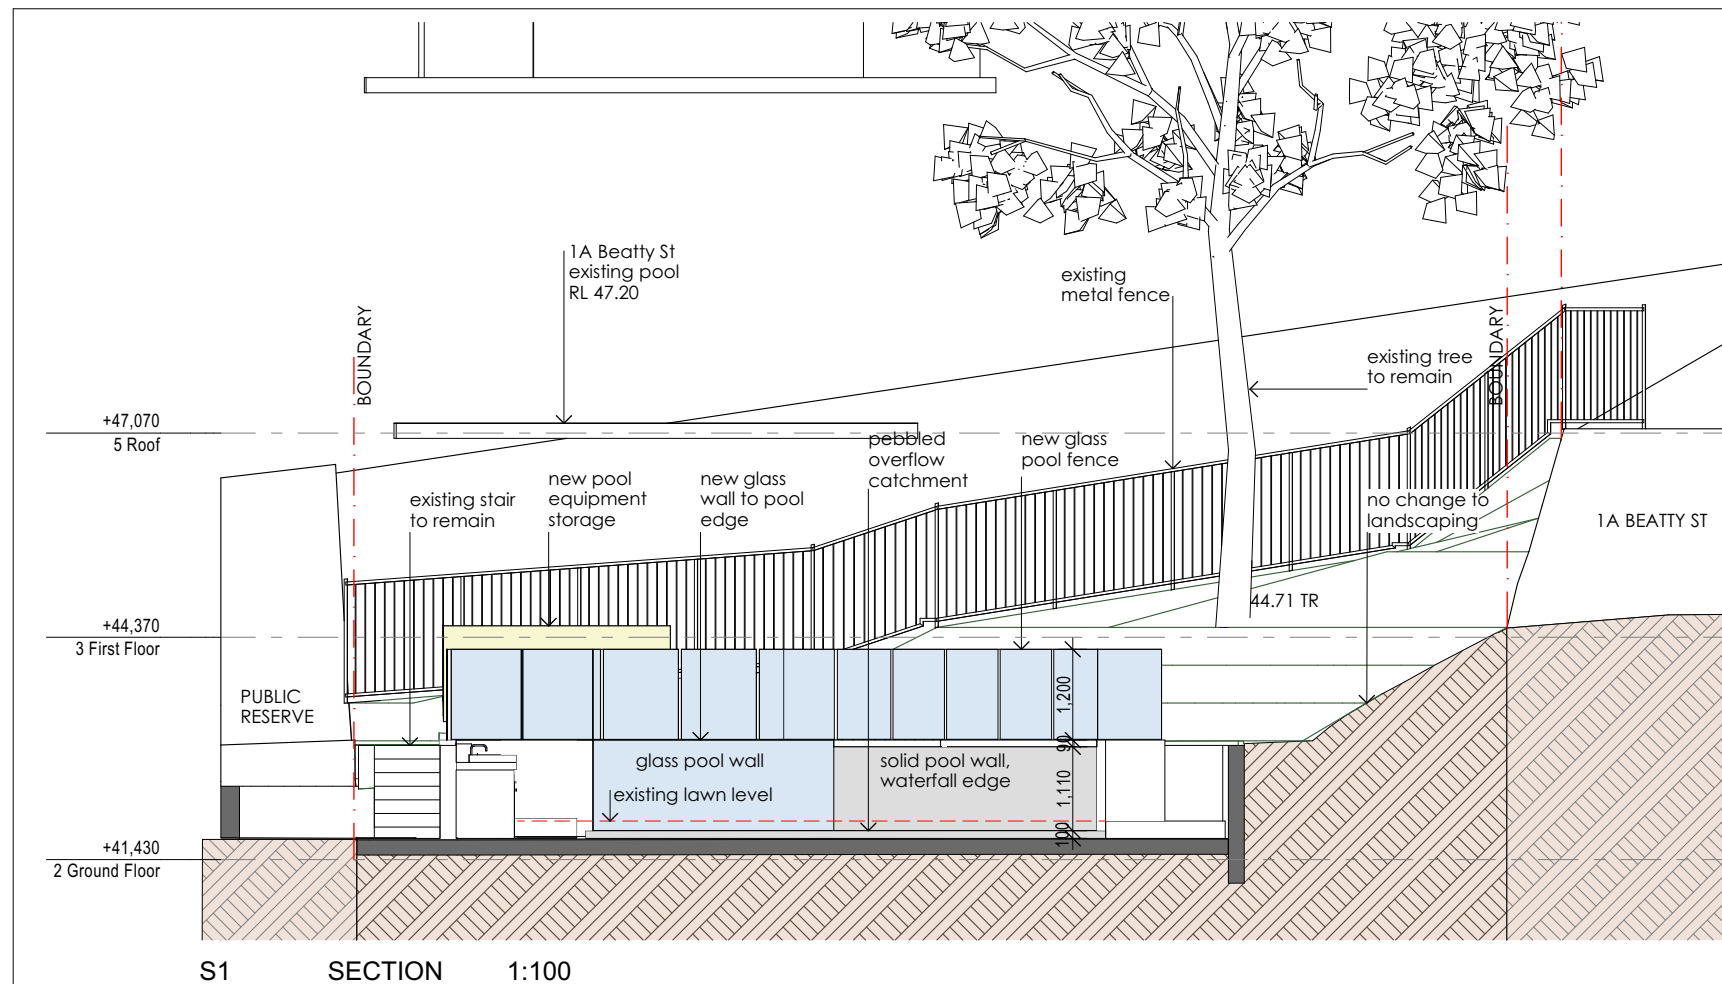 1A Beatty St
existing pool
RL 47.20
existing
metal fence
BOUNDARY
BOUNDARY
existing tree
to remain
+47,070
5 Roof
pebbled
overflow
catchment
new glass
pool fence
new pool
equipment
storage
new glass
wall to pool
edge
existing stair
to remain
no change to
landscaping
1A BEATTY ST
44.71 TR
+44,370
3 First Floor
PUBLIC
RESERVE
1,200
90
glass pool wall
solid pool wall,
waterfall edge
existing lawn level
1,110
100
+41,430
2 Ground Floor
S1 SECTION 1:100